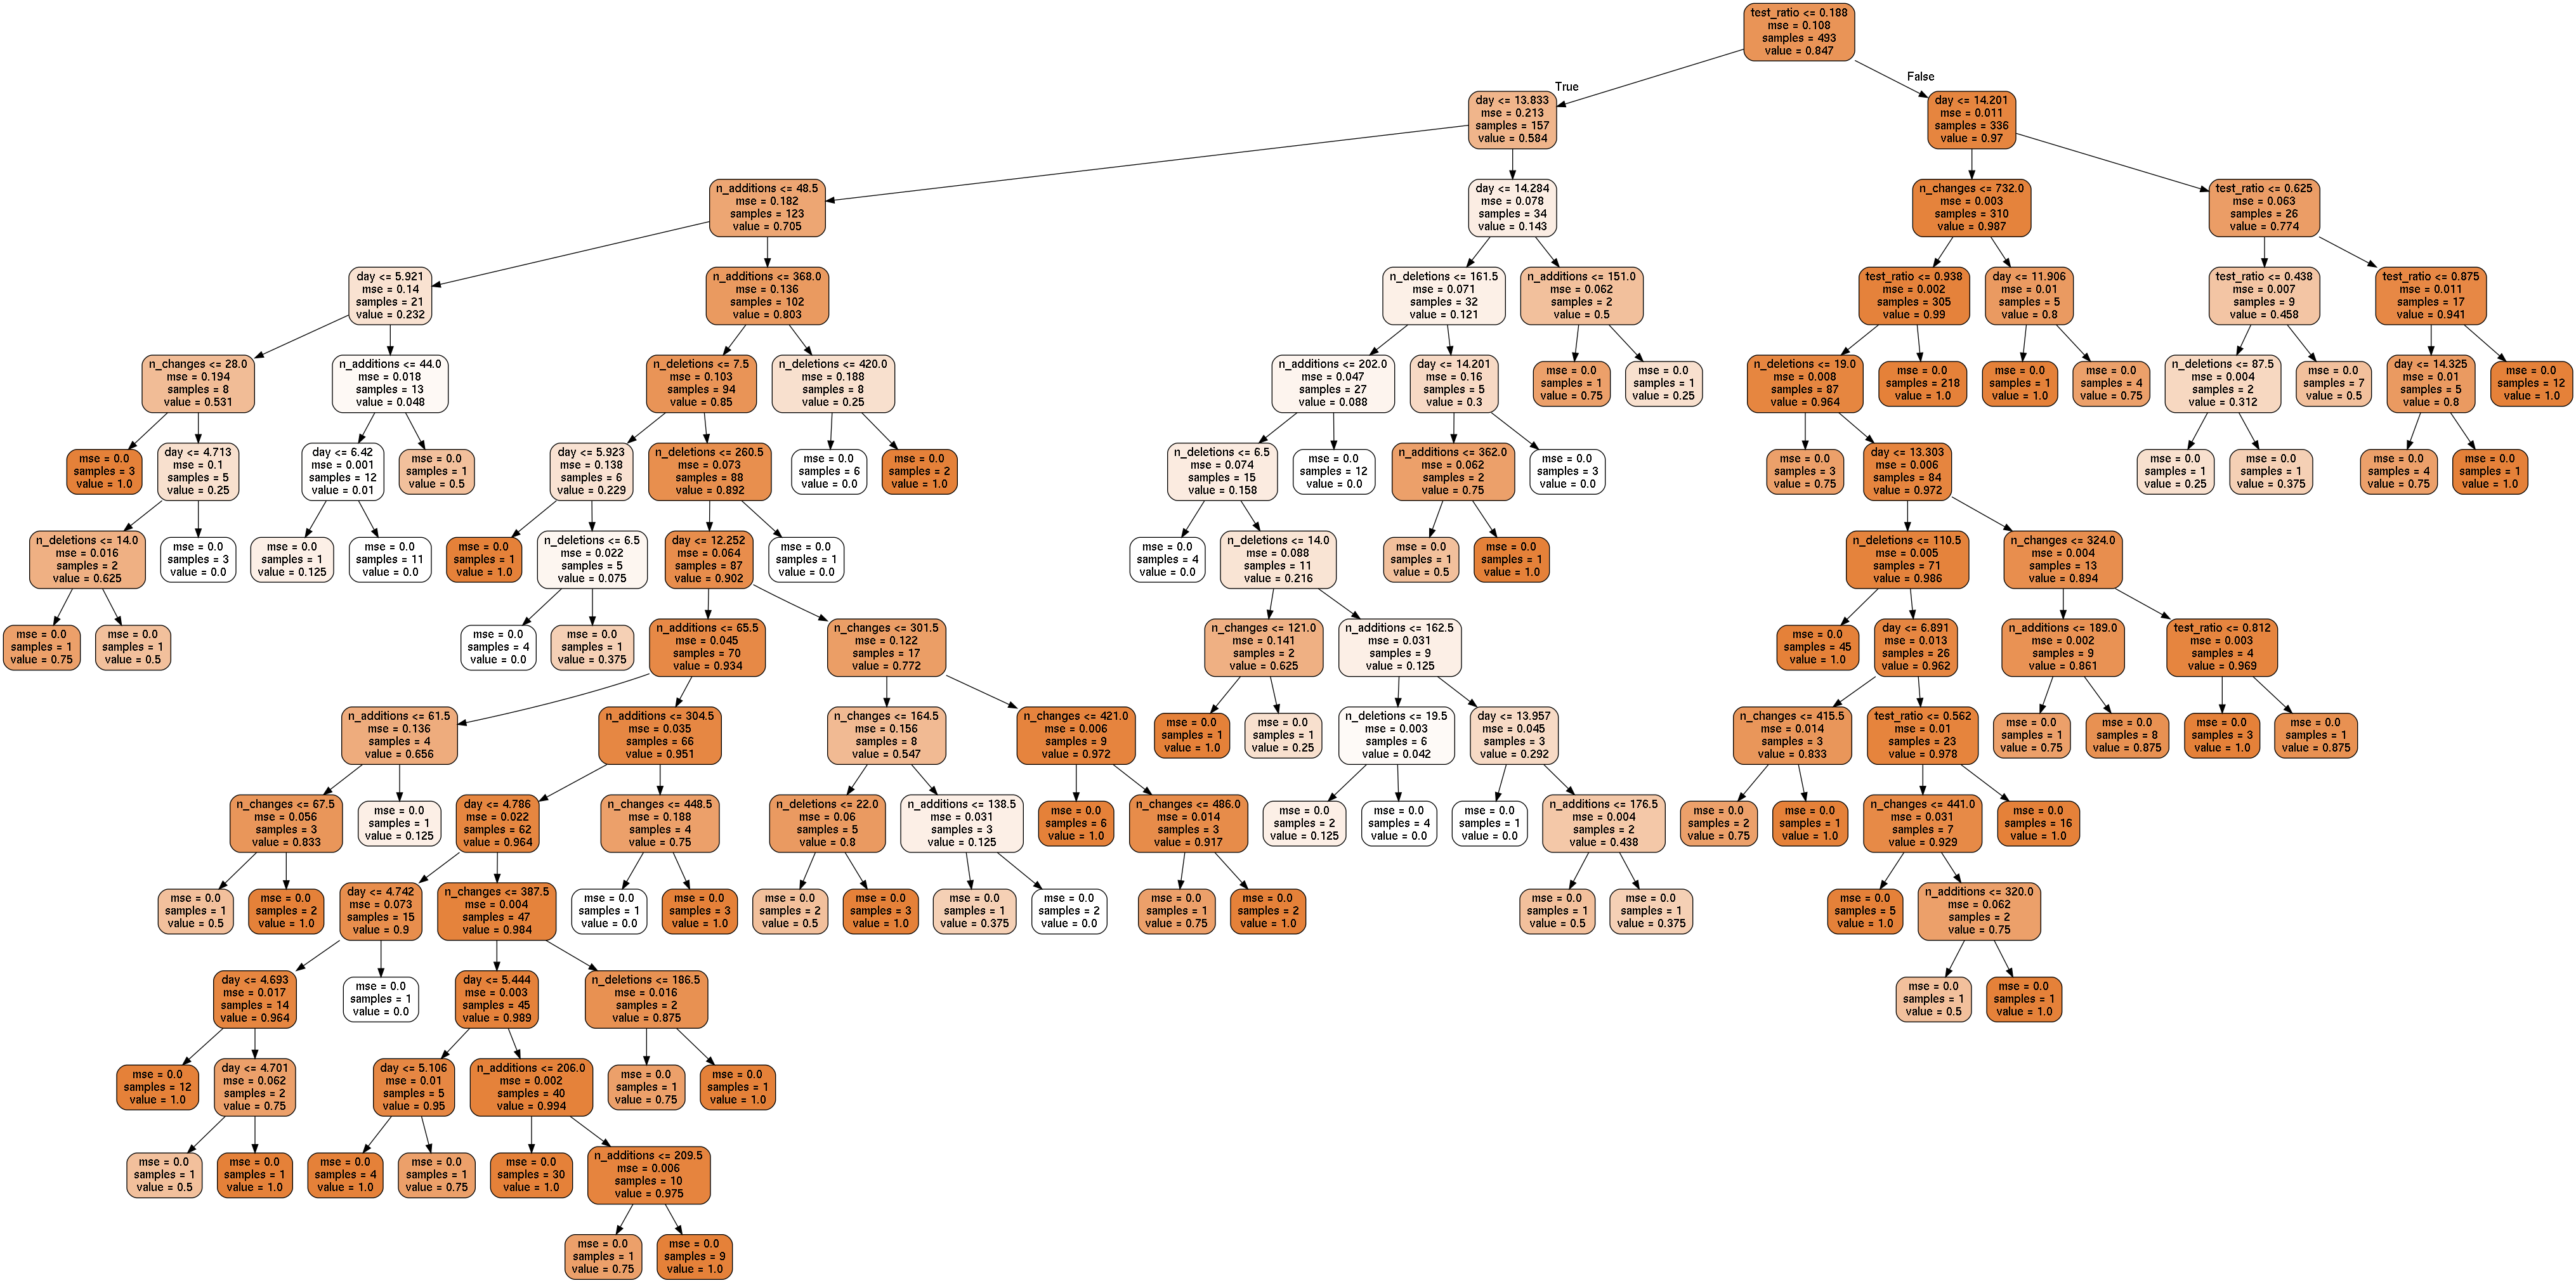 test_ratio <= 0.188
mse = 0.108
samples = 493
value = 0.847
True
False
day <= 13.833
mse = 0.213
samples = 157
value = 0.584
day <= 14.201
mse = 0.011
samples = 336
value = 0.97
n_additions <= 48.5
mse = 0.182
samples = 123
value = 0.705
day <= 14.284
mse = 0.078
samples = 34
value = 0.143
n_changes <= 732.0
mse = 0.003
samples = 310
value = 0.987
test_ratio <= 0.625
mse = 0.063
samples = 26
value = 0.774
day <= 5.921
mse = 0.14
samples = 21
value = 0.232
n_additions <= 368.0
mse = 0.136
samples = 102
value = 0.803
n_deletions <= 161.5
mse = 0.071
samples = 32
value = 0.121
n_additions <= 151.0
mse = 0.062
samples = 2
value = 0.5
test_ratio <= 0.938
mse = 0.002
samples = 305
value = 0.99
day <= 11.906
mse = 0.01
samples = 5
value = 0.8
test_ratio <= 0.438
mse = 0.007
samples = 9
value = 0.458
test_ratio <= 0.875
mse = 0.011
samples = 17
value = 0.941
n_changes <= 28.0
mse = 0.194
samples = 8
value = 0.531
n_additions <= 44.0
mse = 0.018
samples = 13
value = 0.048
n_deletions <= 7.5
mse = 0.103
samples = 94
value = 0.85
n_deletions <= 420.0
mse = 0.188
samples = 8
value = 0.25
n_additions <= 202.0
mse = 0.047
samples = 27
value = 0.088
day <= 14.201
mse = 0.16
samples = 5
value = 0.3
mse = 0.0
samples = 1
value = 0.75
mse = 0.0
samples = 1
value = 0.25
n_deletions <= 19.0
mse = 0.008
samples = 87
value = 0.964
mse = 0.0
samples = 218
value = 1.0
mse = 0.0
samples = 1
value = 1.0
mse = 0.0
samples = 4
value = 0.75
n_deletions <= 87.5
mse = 0.004
samples = 2
value = 0.312
mse = 0.0
samples = 7
value = 0.5
day <= 14.325
mse = 0.01
samples = 5
value = 0.8
mse = 0.0
samples = 12
value = 1.0
mse = 0.0
samples = 3
value = 1.0
day <= 4.713
mse = 0.1
samples = 5
value = 0.25
day <= 6.42
mse = 0.001
samples = 12
value = 0.01
mse = 0.0
samples = 1
value = 0.5
day <= 5.923
mse = 0.138
samples = 6
value = 0.229
n_deletions <= 260.5
mse = 0.073
samples = 88
value = 0.892
mse = 0.0
samples = 6
value = 0.0
mse = 0.0
samples = 2
value = 1.0
n_deletions <= 6.5
mse = 0.074
samples = 15
value = 0.158
mse = 0.0
samples = 12
value = 0.0
n_additions <= 362.0
mse = 0.062
samples = 2
value = 0.75
mse = 0.0
samples = 3
value = 0.0
mse = 0.0
samples = 3
value = 0.75
day <= 13.303
mse = 0.006
samples = 84
value = 0.972
mse = 0.0
samples = 1
value = 0.25
mse = 0.0
samples = 1
value = 0.375
mse = 0.0
samples = 4
value = 0.75
mse = 0.0
samples = 1
value = 1.0
n_deletions <= 14.0
mse = 0.016
samples = 2
value = 0.625
mse = 0.0
samples = 3
value = 0.0
mse = 0.0
samples = 1
value = 0.125
mse = 0.0
samples = 11
value = 0.0
mse = 0.0
samples = 1
value = 1.0
n_deletions <= 6.5
mse = 0.022
samples = 5
value = 0.075
day <= 12.252
mse = 0.064
samples = 87
value = 0.902
mse = 0.0
samples = 1
value = 0.0
mse = 0.0
samples = 4
value = 0.0
n_deletions <= 14.0
mse = 0.088
samples = 11
value = 0.216
mse = 0.0
samples = 1
value = 0.5
mse = 0.0
samples = 1
value = 1.0
n_deletions <= 110.5
mse = 0.005
samples = 71
value = 0.986
n_changes <= 324.0
mse = 0.004
samples = 13
value = 0.894
mse = 0.0
samples = 1
value = 0.75
mse = 0.0
samples = 1
value = 0.5
mse = 0.0
samples = 4
value = 0.0
mse = 0.0
samples = 1
value = 0.375
n_additions <= 65.5
mse = 0.045
samples = 70
value = 0.934
n_changes <= 301.5
mse = 0.122
samples = 17
value = 0.772
n_changes <= 121.0
mse = 0.141
samples = 2
value = 0.625
n_additions <= 162.5
mse = 0.031
samples = 9
value = 0.125
mse = 0.0
samples = 45
value = 1.0
day <= 6.891
mse = 0.013
samples = 26
value = 0.962
n_additions <= 189.0
mse = 0.002
samples = 9
value = 0.861
test_ratio <= 0.812
mse = 0.003
samples = 4
value = 0.969
n_additions <= 61.5
mse = 0.136
samples = 4
value = 0.656
n_additions <= 304.5
mse = 0.035
samples = 66
value = 0.951
n_changes <= 164.5
mse = 0.156
samples = 8
value = 0.547
n_changes <= 421.0
mse = 0.006
samples = 9
value = 0.972
mse = 0.0
samples = 1
value = 1.0
mse = 0.0
samples = 1
value = 0.25
n_deletions <= 19.5
mse = 0.003
samples = 6
value = 0.042
day <= 13.957
mse = 0.045
samples = 3
value = 0.292
n_changes <= 415.5
mse = 0.014
samples = 3
value = 0.833
test_ratio <= 0.562
mse = 0.01
samples = 23
value = 0.978
mse = 0.0
samples = 1
value = 0.75
mse = 0.0
samples = 8
value = 0.875
mse = 0.0
samples = 3
value = 1.0
mse = 0.0
samples = 1
value = 0.875
n_changes <= 67.5
mse = 0.056
samples = 3
value = 0.833
mse = 0.0
samples = 1
value = 0.125
day <= 4.786
mse = 0.022
samples = 62
value = 0.964
n_changes <= 448.5
mse = 0.188
samples = 4
value = 0.75
n_deletions <= 22.0
mse = 0.06
samples = 5
value = 0.8
n_additions <= 138.5
mse = 0.031
samples = 3
value = 0.125
mse = 0.0
samples = 6
value = 1.0
n_changes <= 486.0
mse = 0.014
samples = 3
value = 0.917
mse = 0.0
samples = 2
value = 0.125
mse = 0.0
samples = 4
value = 0.0
mse = 0.0
samples = 1
value = 0.0
n_additions <= 176.5
mse = 0.004
samples = 2
value = 0.438
mse = 0.0
samples = 2
value = 0.75
mse = 0.0
samples = 1
value = 1.0
n_changes <= 441.0
mse = 0.031
samples = 7
value = 0.929
mse = 0.0
samples = 16
value = 1.0
mse = 0.0
samples = 1
value = 0.5
mse = 0.0
samples = 2
value = 1.0
day <= 4.742
mse = 0.073
samples = 15
value = 0.9
n_changes <= 387.5
mse = 0.004
samples = 47
value = 0.984
mse = 0.0
samples = 1
value = 0.0
mse = 0.0
samples = 3
value = 1.0
mse = 0.0
samples = 2
value = 0.5
mse = 0.0
samples = 3
value = 1.0
mse = 0.0
samples = 1
value = 0.375
mse = 0.0
samples = 2
value = 0.0
mse = 0.0
samples = 1
value = 0.75
mse = 0.0
samples = 2
value = 1.0
mse = 0.0
samples = 1
value = 0.5
mse = 0.0
samples = 1
value = 0.375
mse = 0.0
samples = 5
value = 1.0
n_additions <= 320.0
mse = 0.062
samples = 2
value = 0.75
day <= 4.693
mse = 0.017
samples = 14
value = 0.964
mse = 0.0
samples = 1
value = 0.0
day <= 5.444
mse = 0.003
samples = 45
value = 0.989
n_deletions <= 186.5
mse = 0.016
samples = 2
value = 0.875
mse = 0.0
samples = 1
value = 0.5
mse = 0.0
samples = 1
value = 1.0
mse = 0.0
samples = 12
value = 1.0
day <= 4.701
mse = 0.062
samples = 2
value = 0.75
day <= 5.106
mse = 0.01
samples = 5
value = 0.95
n_additions <= 206.0
mse = 0.002
samples = 40
value = 0.994
mse = 0.0
samples = 1
value = 0.75
mse = 0.0
samples = 1
value = 1.0
mse = 0.0
samples = 1
value = 0.5
mse = 0.0
samples = 1
value = 1.0
mse = 0.0
samples = 4
value = 1.0
mse = 0.0
samples = 1
value = 0.75
mse = 0.0
samples = 30
value = 1.0
n_additions <= 209.5
mse = 0.006
samples = 10
value = 0.975
mse = 0.0
samples = 1
value = 0.75
mse = 0.0
samples = 9
value = 1.0